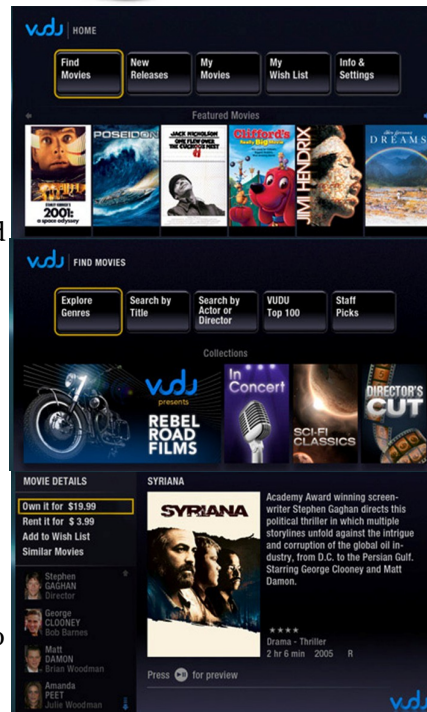 vudu HOME
Find Movies
New Releases
My Movies
My Wish List
Info & Settings
Featured Movies
2001:
a space odyssey
POSEIDON
JACK NICHOLSON
ONE FLEW OVER
THE CUCKOO'S NEST
Clifford's
Really Big Movie
JIMI HENDRIX
DREAMS
d
vudu FIND MOVIES
Explore Genres
Search by Title
Search by Actor or Director
VUDU Top 100
Staff Picks
Collections
vudu
presents
REBEL
ROAD
FILMS
In
Concert
SCI-FI
CLASSICS
DIRECTOR'S
CUT
MOVIE DETAILS
Own it for $19.99
Rent it for $ 3.99
Add to Wish List
Similar Movies
Stephen
GAGHAN
Director
George
CLOONEY
Bob Barnes
Matt
DAMON
Brian Woodman
Amanda
PEET
Julie Woodman
SYRIANA
SYRIANA
Academy Award winning screen-
writer Stephen Gaghan directs this
political thriller in which multiple
storylines unfold against the intrigue
and corruption of the global oil in-
dustry, from D.C. to the Persian Gulf.
Starring George Clooney and Matt
Damon.
Drama - Thriller
2 hr 6 min 2005 R
Press for preview
vudu